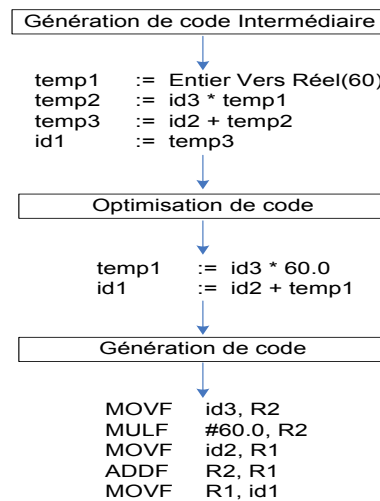 Génération de code Intermédiaire
temp1 := Entier Vers Réel(60)
temp2 := id3 * temp1
temp3 := id2 + temp2
id1 := temp3
Optimisation de code
temp1 := id3 * 60.0
id1 := id2 + temp1
Génération de code
MOVF id3, R2
MULF #60.0, R2
MOVF id2, R1
ADDF R2, R1
MOVF R1, id1